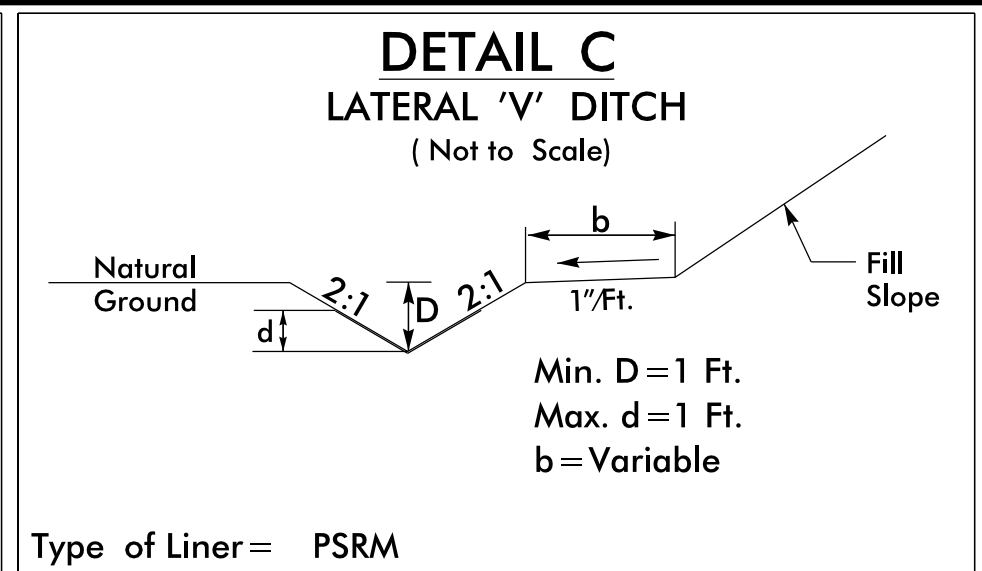 DETAIL C
LATERAL 'V' DITCH
( Not to Scale)
b
Natural
Ground
2:1
D
2:1
1"/Ft.
Fill
Slope
d
Min. D=1 Ft.
Max. d=1 Ft.
b=Variable
Type of Liner= PSRM